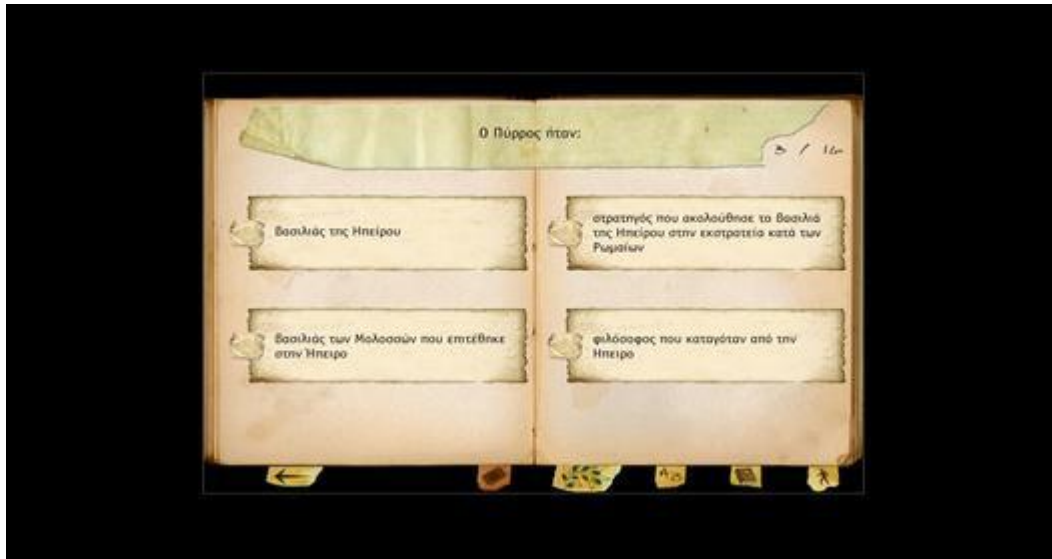 Ο Πύρρος ήταν:
Βασιλιάς της Ηπείρου
στρατηγός που ακολούθησε το Βασιλιά
της Ηπείρου στην εκστρατεία κατά των
Ρωμαίων
Βασιλιάς των Μολοσσών που επιτέθηκε
στην Ήπειρο
φιλόσοφος που καταγόταν από την
Ήπειρο